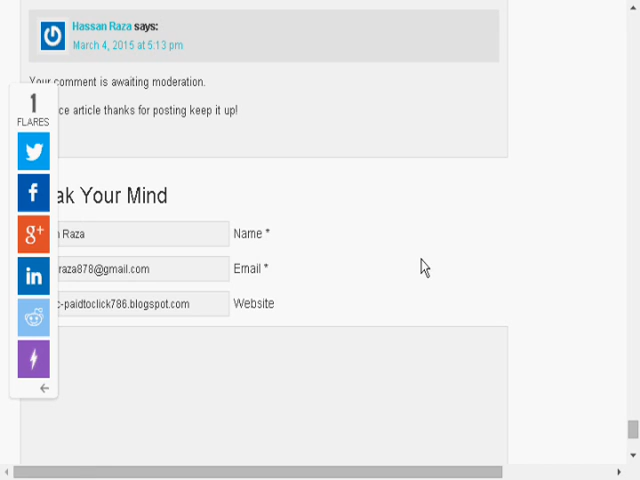 Hassan Raza says:
March 4, 2015 at 5:13 pm
Your comment is awaiting moderation.
ce article thanks for posting keep it up!
1
FLARES
ak Your Mind
n Raza
Name *
raza878@gmail.com
Email *
c-paidtoclick786.blogspot.com
Website
f
g+
in